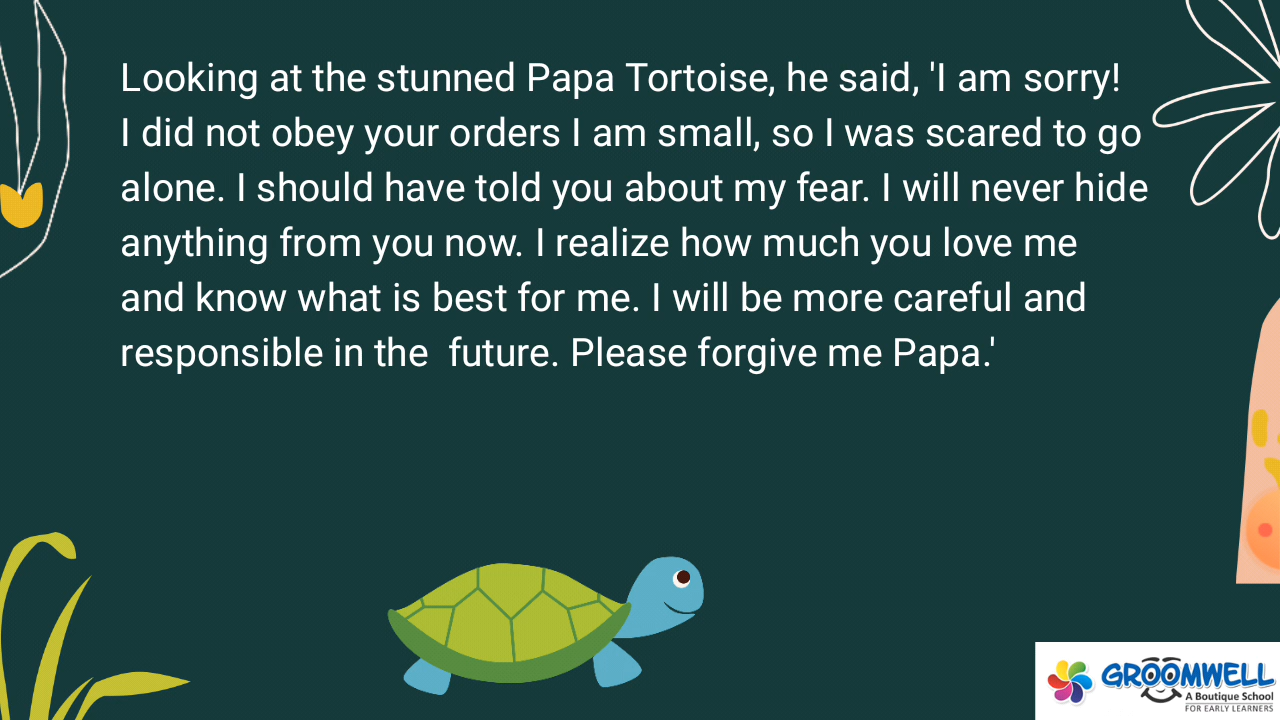 Looking at the stunned Papa Tortoise, he said, 'I am sorry!
I did not obey your orders I am small, so I was scared to go
alone. I should have told you about my fear. I will never hide
anything from you now. I realize how much you love me
and know what is best for me. I will be more careful and
responsible in the  future. Please forgive me Papa.'
GROOMWELL
A Boutique School
FOR EARLY LEARNERS